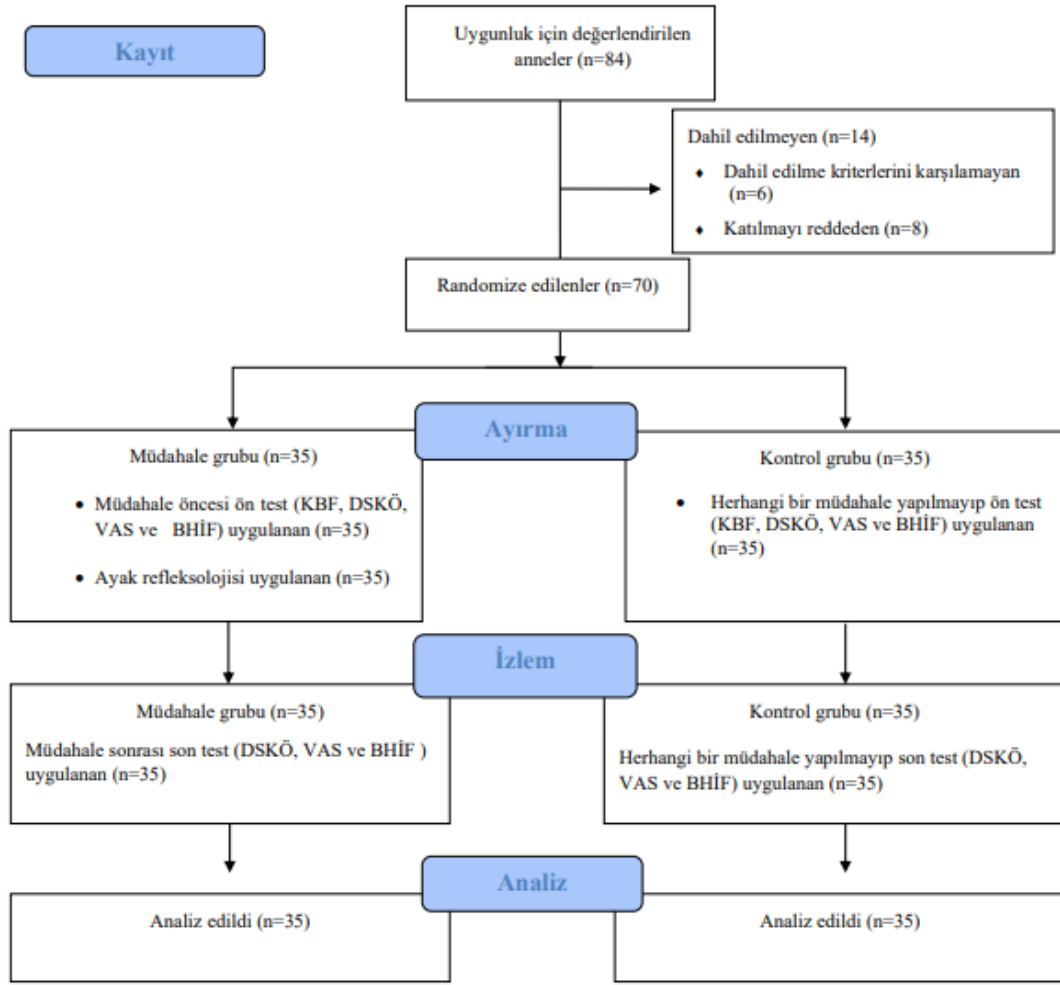 Kayıt
Uygunluk için değerlendirilen
anneler (n=84)
Dahil edilmeyen (n=14)
♦ Dahil edilme kriterlerini karşılamayan
(n=6)
♦ Katılmayı reddeden (n=8)
Randomize edilenler (n=70)
Ayırma
Müdahale grubu (n=35)
• Müdahale öncesi ön test (KBF, DSKÖ,
VAS ve BHİF) uygulanan (n=35)
• Ayak refleksolojisi uygulanan (n=35)
Kontrol grubu (n=35)
• Herhangi bir müdahale yapılmayıp ön test
(KBF, DSKÖ, VAS ve BHİF) uygulanan
(n=35)
İzlem
Müdahale grubu (n=35)
Müdahale sonrası son test (DSKÖ, VAS ve BHİF )
uygulanan (n=35)
Kontrol grubu (n=35)
Herhangi bir müdahale yapılmayıp son test (DSKÖ,
VAS ve BHİF) uygulanan (n=35)
Analiz
Analiz edildi (n=35)
Analiz edildi (n=35)